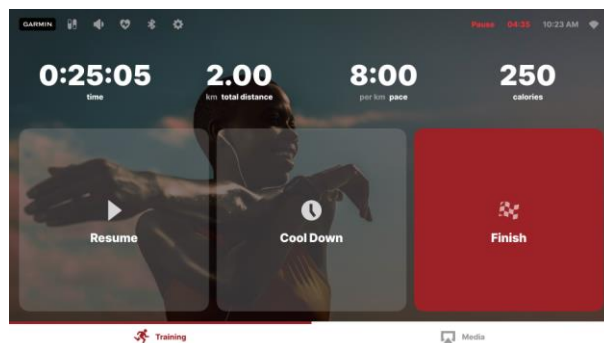 GARMIN Pause 04:35 10:23 AM
0:25:05 2.00 8:00 250
time km total distance per km pace calories
Resume Cool Down Finish
Training Media